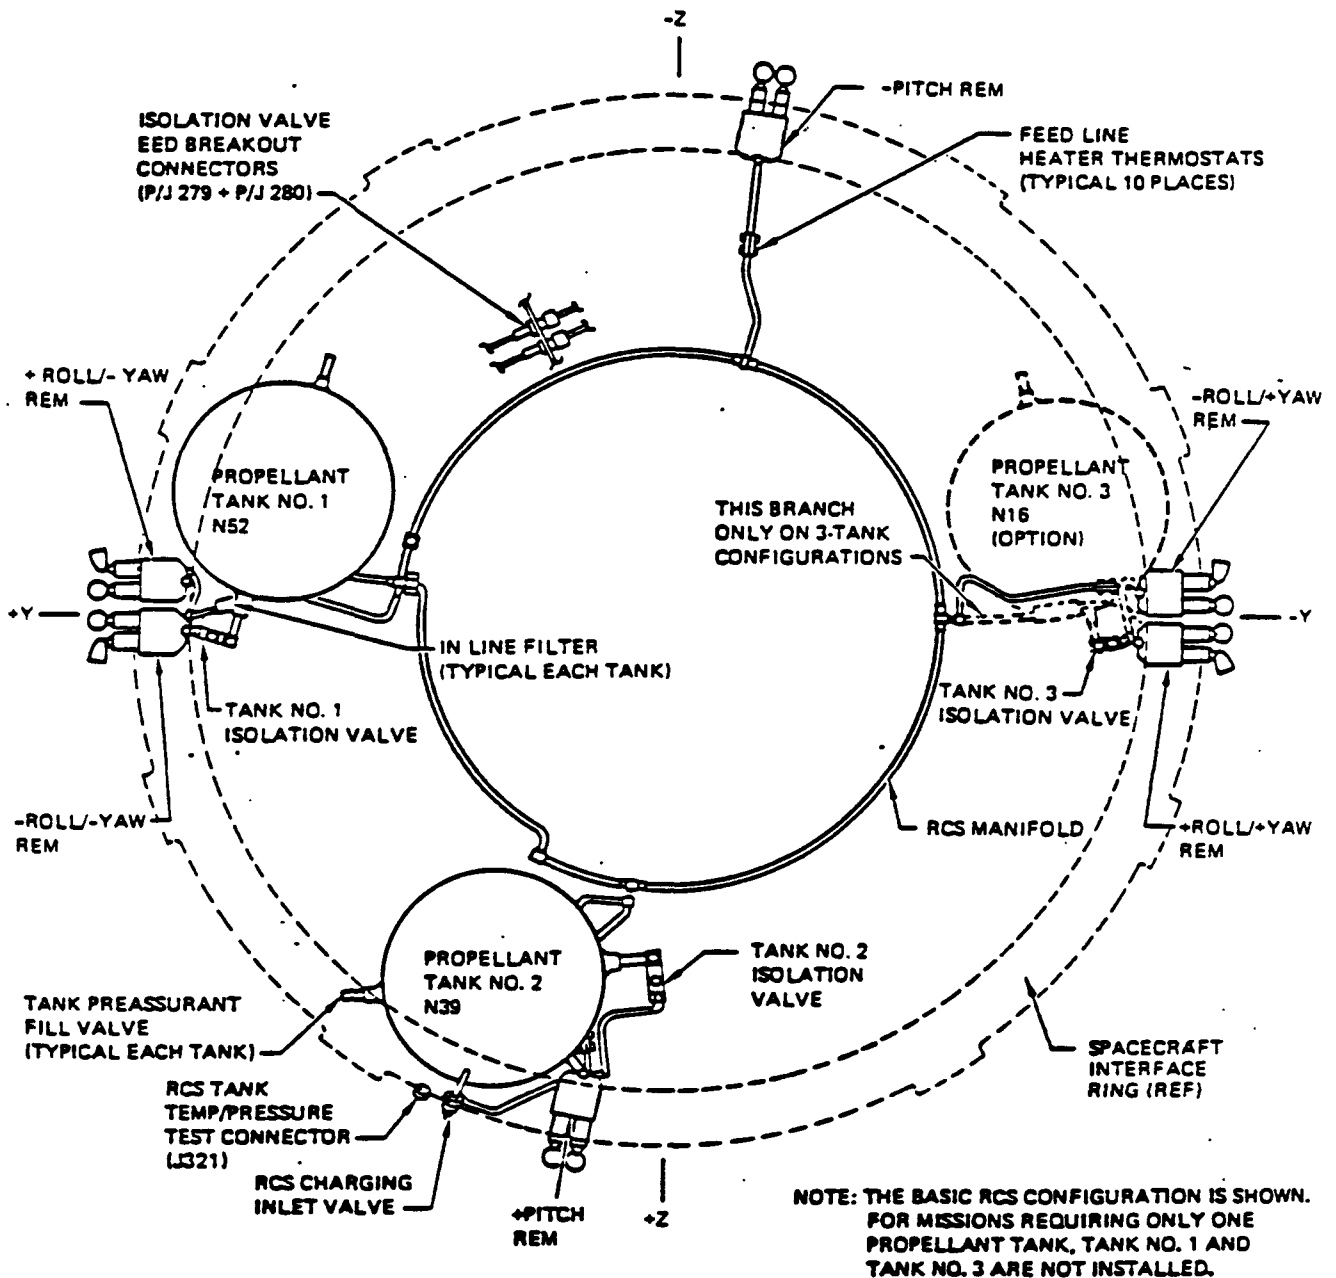 -Z
-PITCH REM
ISOLATION VALVE
EED BREAKOUT
CONNECTORS
(P/J 279 + P/J 280)
FEED LINE
HEATER THERMOSTATS
(TYPICAL 10 PLACES)
+ ROLL/- YAW
REM
-ROLL/+YAW
REM
PROPELLANT
TANK NO. 1
N52
PROPELLANT
TANK NO. 3
N16
(OPTION)
THIS BRANCH
ONLY ON 3-TANK
CONFIGURATIONS
+Y
-Y
IN LINE FILTER
(TYPICAL EACH TANK)
TANK NO. 1
ISOLATION VALVE
TANK NO. 3
ISOLATION VALVE
-ROLL/-YAW
REM
RCS MANIFOLD
+ROLL/+YAW
REM
PROPELLANT
TANK NO. 2
N39
TANK NO. 2
ISOLATION
VALVE
TANK PREASSURANT
FILL VALVE
(TYPICAL EACH TANK)
SPACECRAFT
INTERFACE
RING (REF)
RCS TANK
TEMP/PRESSURE
TEST CONNECTOR
(J321)
RCS CHARGING
INLET VALVE
+PITCH
REM
+Z
NOTE: THE BASIC RCS CONFIGURATION IS SHOWN.
FOR MISSIONS REQUIRING ONLY ONE
PROPELLANT TANK, TANK NO. 1 AND
TANK NO. 3 ARE NOT INSTALLED.